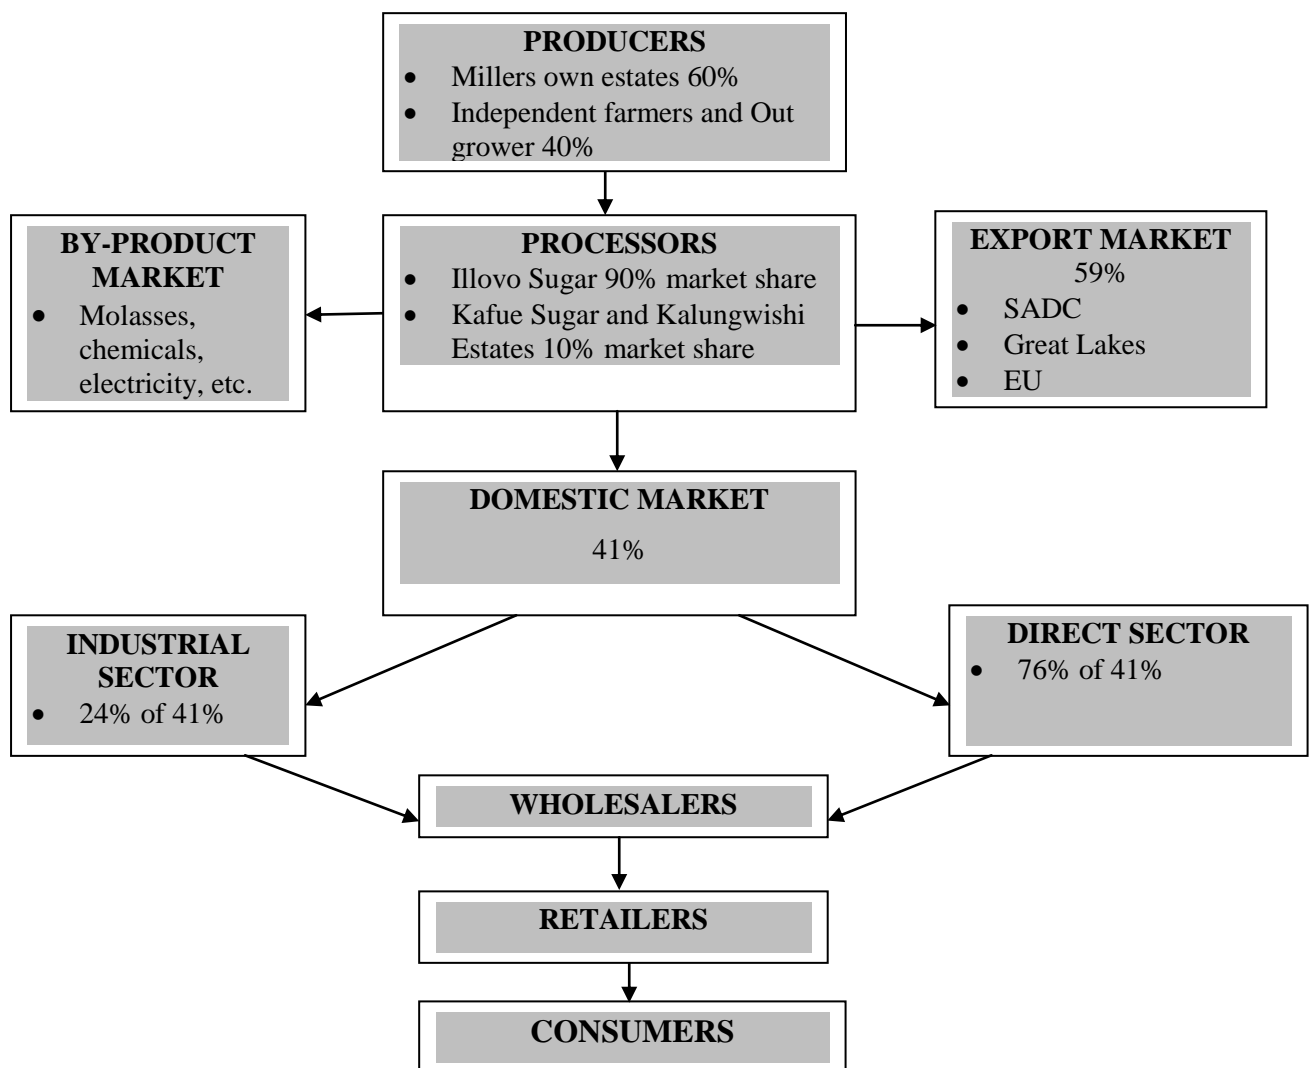 PRODUCERS
• Millers own estates 60%
• Independent farmers and Out
grower 40%
BY-PRODUCT
MARKET
• Molasses,
chemicals,
electricity, etc.
PROCESSORS
• Illovo Sugar 90% market share
• Kafue Sugar and Kalungwishi
Estates 10% market share
EXPORT MARKET
59%
• SADC
• Great Lakes
• EU
DOMESTIC MARKET
41%
INDUSTRIAL
SECTOR
• 24% of 41%
DIRECT SECTOR
• 76% of 41%
WHOLESALERS
RETAILERS
CONSUMERS